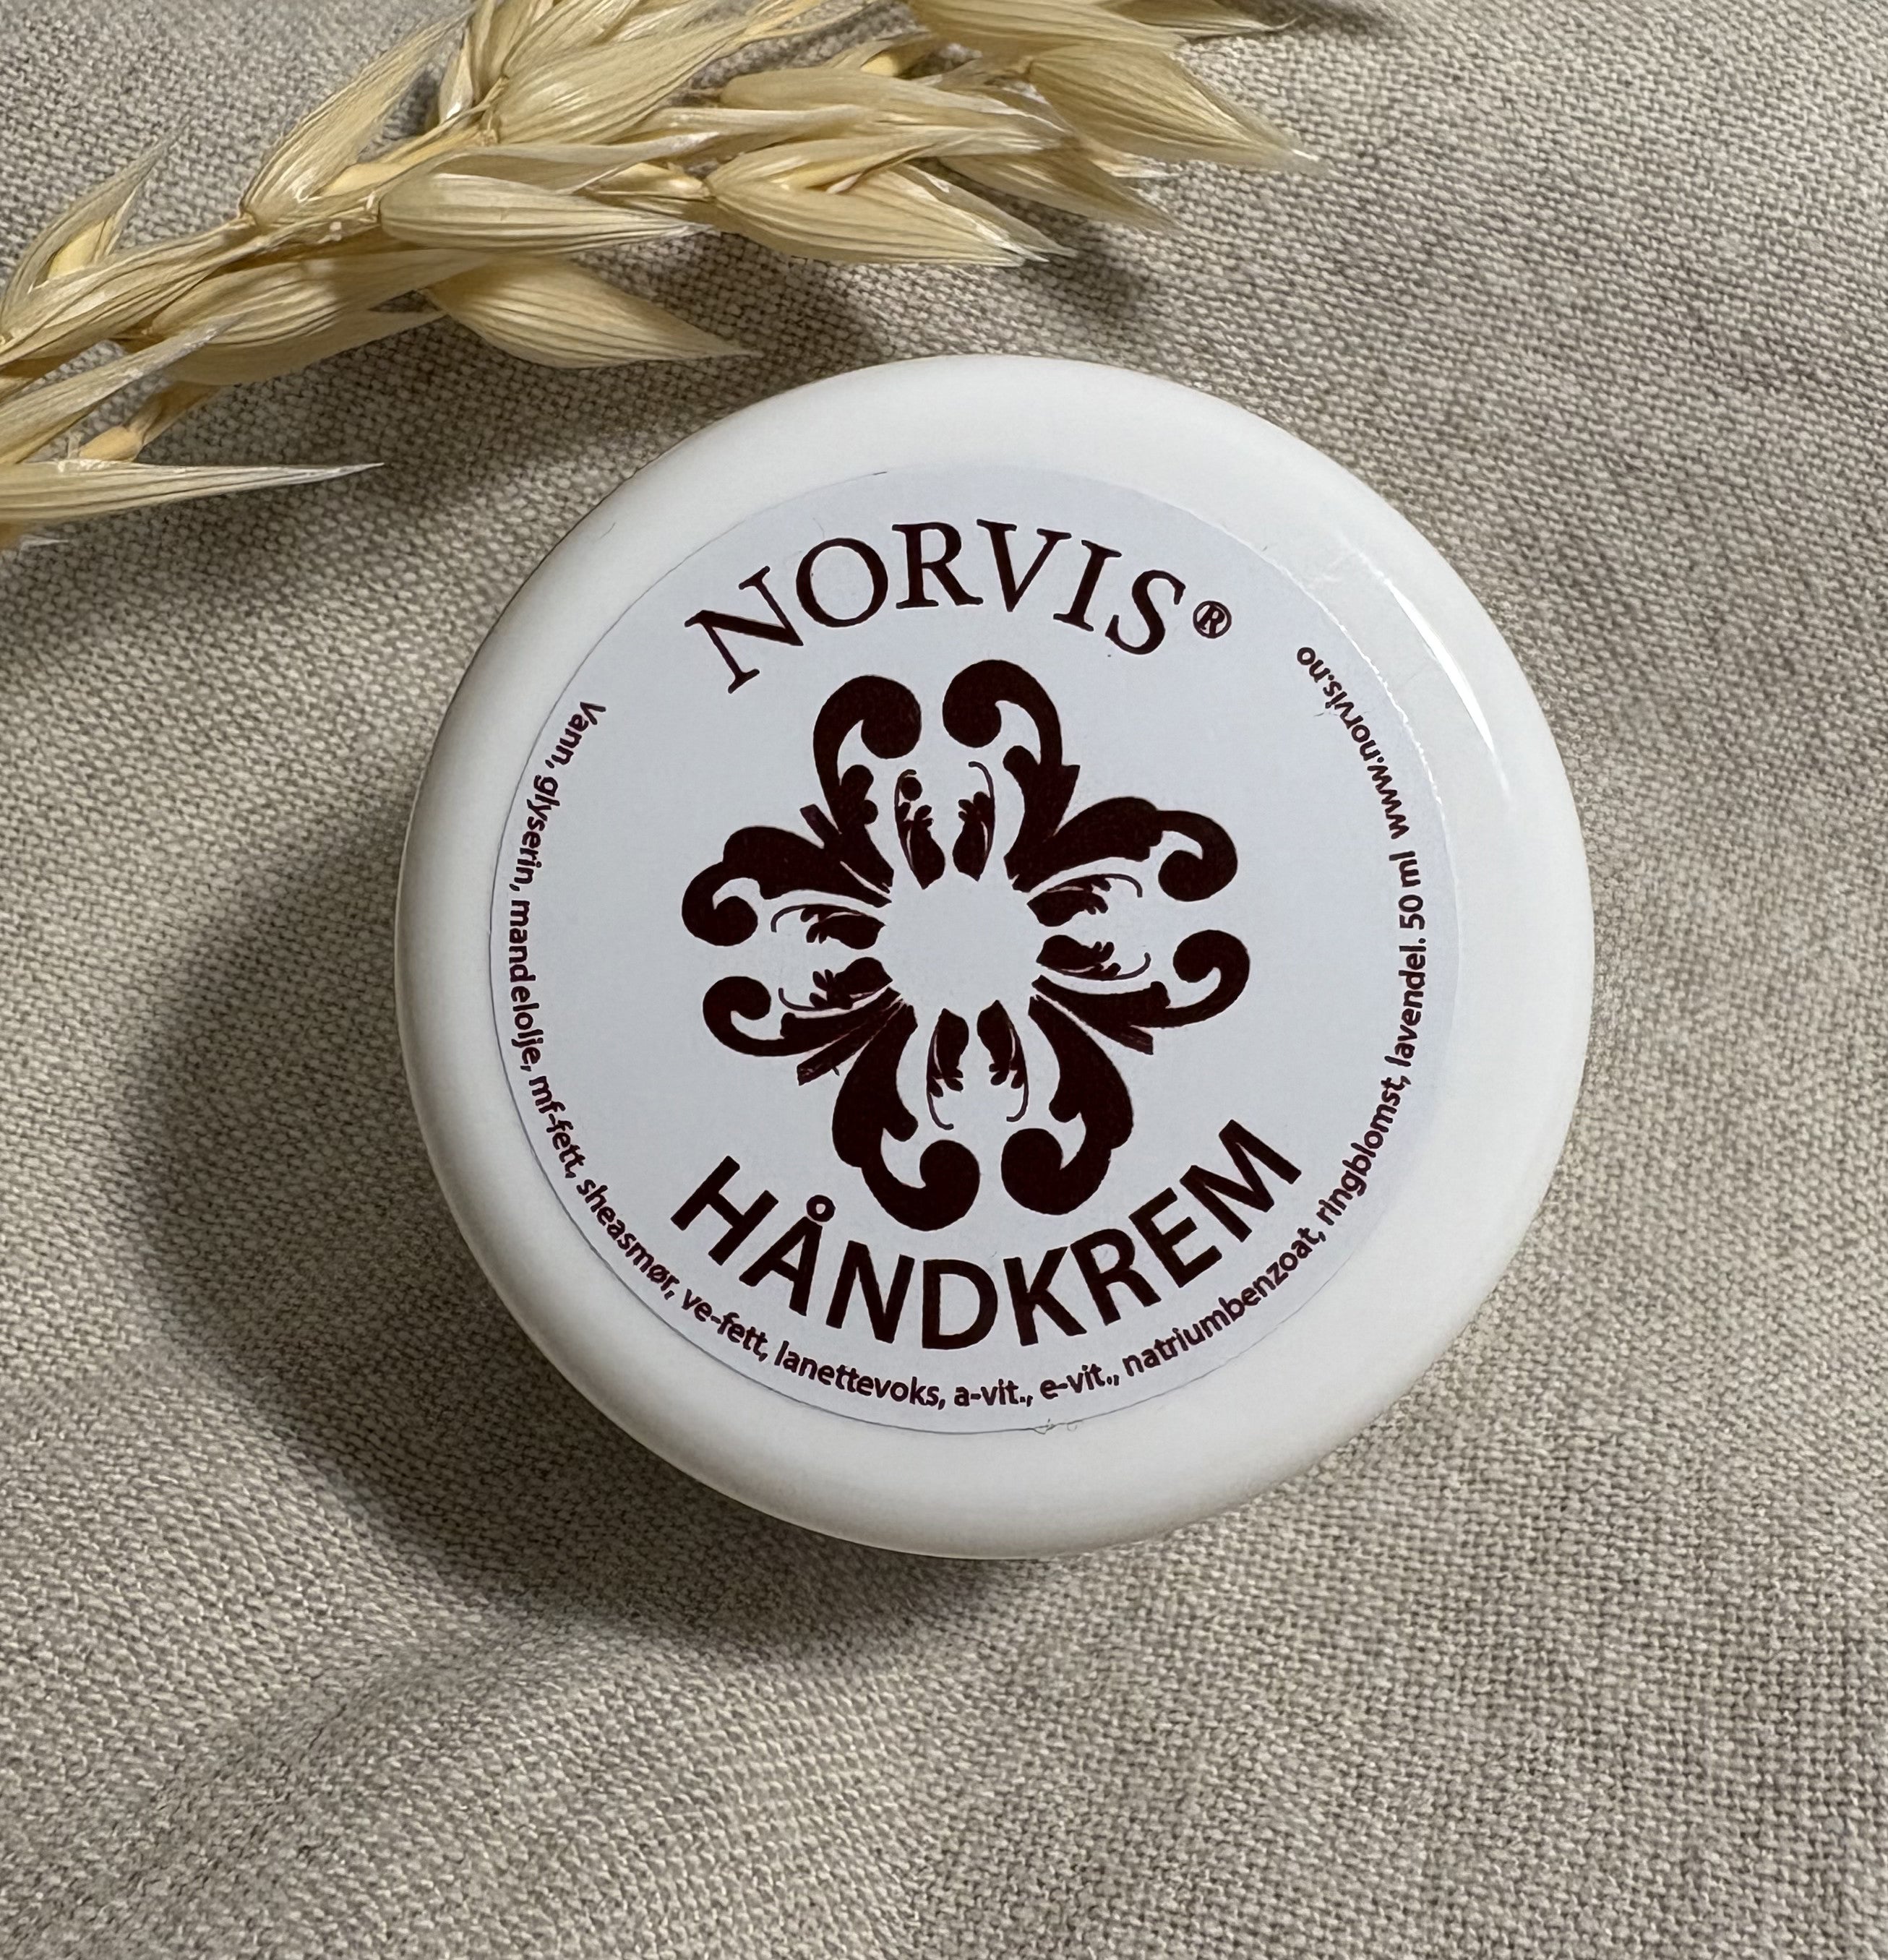 NORVIS®
HÅNDKREM
Vann, glyserin, mandelolje, mf-fett, sheasmør, ve-fett, lanettevoks, a-vit., e-vit., natriumbenzoat, ringblomst, lavendel. 50 ml www.norvis.no